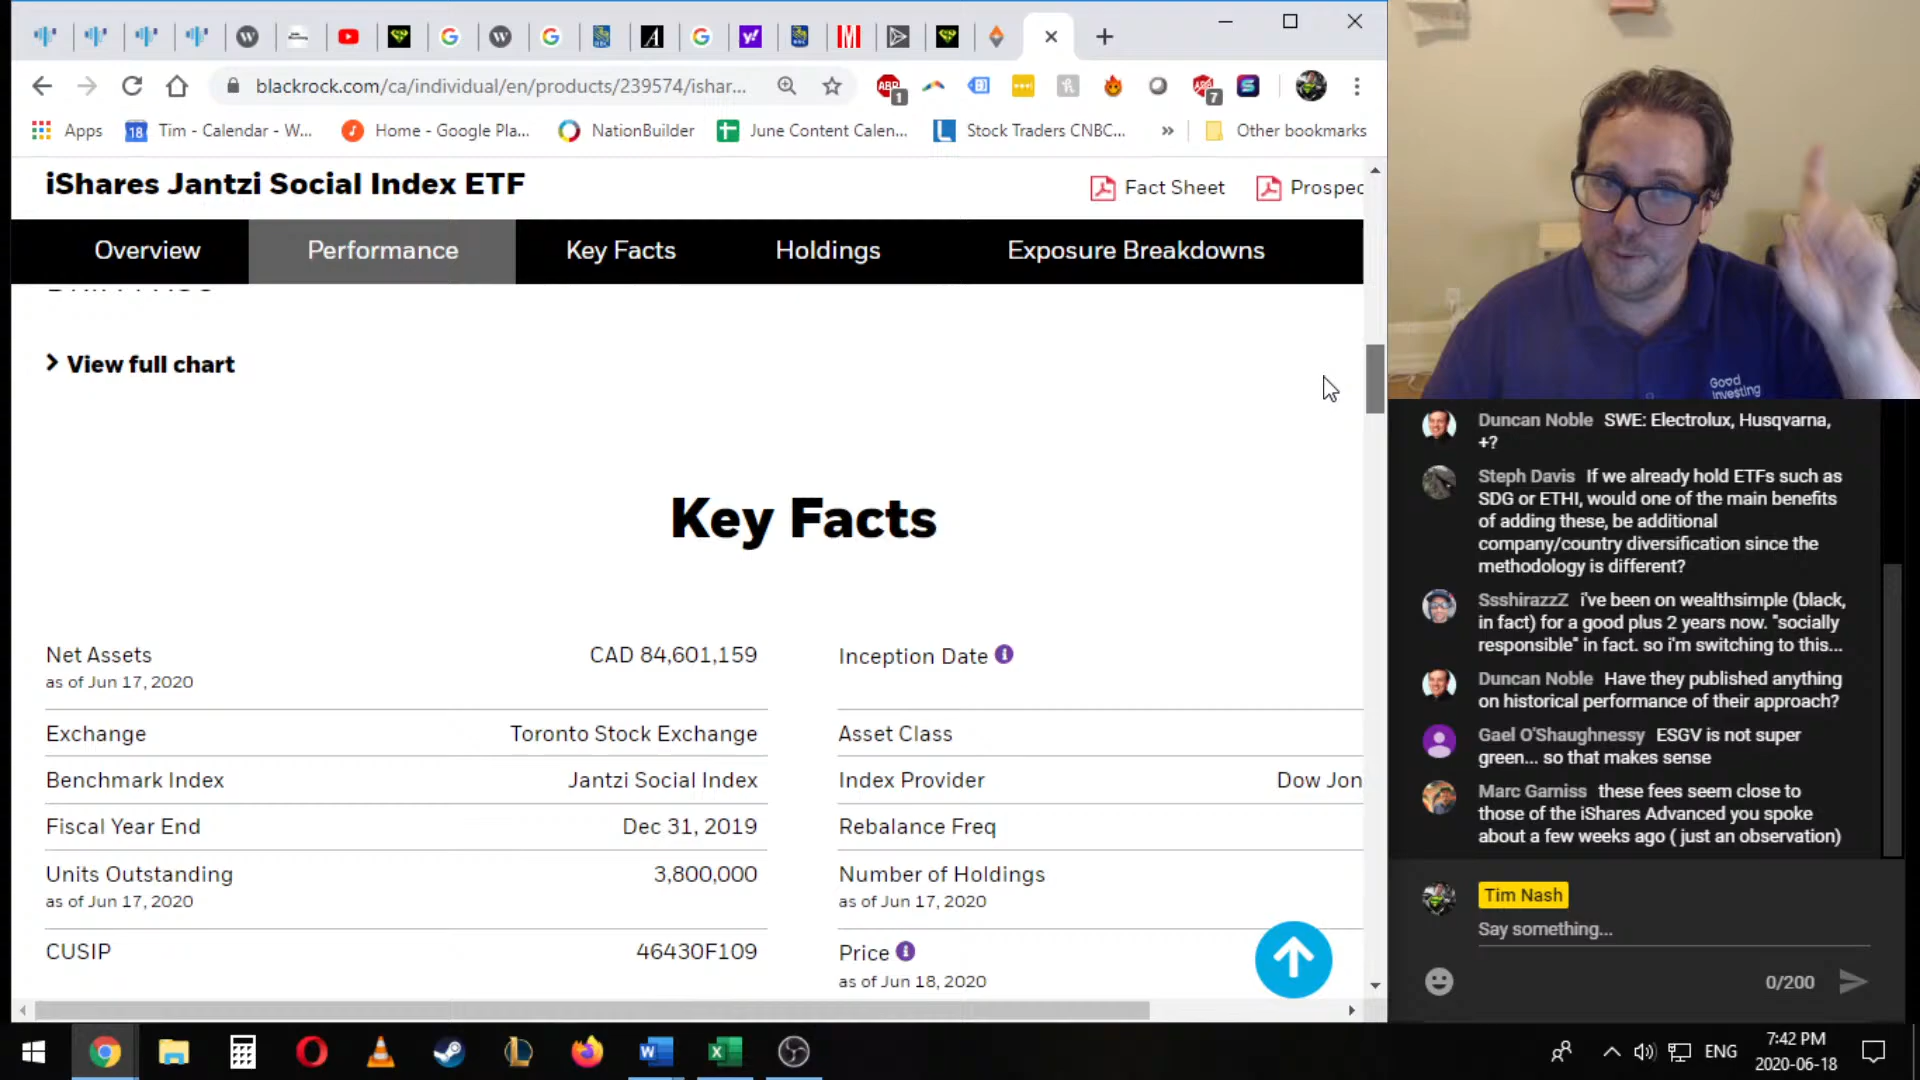 blackrock.com/ca/individual/en/products/239574/ishar...
ABP
1
7
Apps
18
Tim - Calendar - W...
Home - Google Pla...
NationBuilder
June Content Calen...
Stock Traders CNBC...
»
Other bookmarks
iShares Jantzi Social Index ETF
Fact Sheet
Prospec
Overview
Performance
Key Facts
Holdings
Exposure Breakdowns
View full chart
Key Facts
Net Assets
CAD 84,601,159
as of Jun 17, 2020
Inception Date
Exchange
Toronto Stock Exchange
Asset Class
Benchmark Index
Jantzi Social Index
Index Provider
Dow Jon
Fiscal Year End
Dec 31, 2019
Rebalance Freq
Units Outstanding
3,800,000
as of Jun 17, 2020
Number of Holdings
as of Jun 17, 2020
CUSIP
46430F109
Price
as of Jun 18, 2020
Good
Investing
Duncan Noble SWE: Electrolux, Husqvarna,
+?
Steph Davis If we already hold ETFs such as
SDG or ETHI, would one of the main benefits
of adding these, be additional
company/country diversification since the
methodology is different?
SsshirazzZ i've been on wealthsimple (black,
in fact) for a good plus 2 years now. "socially
responsible" in fact. so i'm switching to this...
Duncan Noble Have they published anything
on historical performance of their approach?
Gael O'Shaughnessy ESGV is not super
green... so that makes sense
Marc Garniss these fees seem close to
those of the iShares Advanced you spoke
about a few weeks ago ( just an observation)
Tim Nash
Say something...
0/200
ENG
7:42 PM
2020-06-18